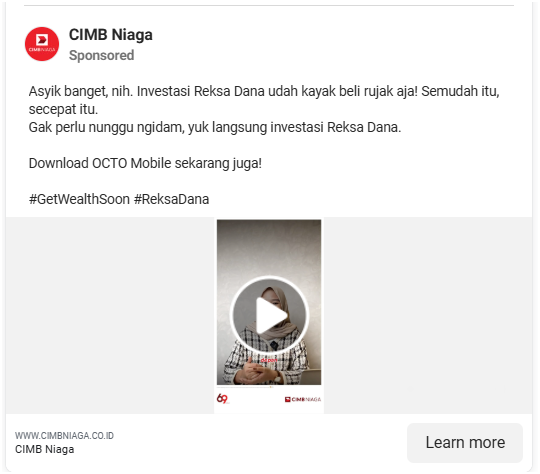 CIMB Niaga
CIMB NIAGA
Sponsored
Asyik banget, nih. Investasi Reksa Dana udah kayak beli rujak aja! Semudah itu,
secepat itu.
Gak perlu nunggu ngidam, yuk langsung investasi Reksa Dana.
Download OCTO Mobile sekarang juga!
#GetWealthSoon #ReksaDana
69
CIMB NIAGA
WWW.CIMBNIAGA.CO.ID
CIMB Niaga
Learn more